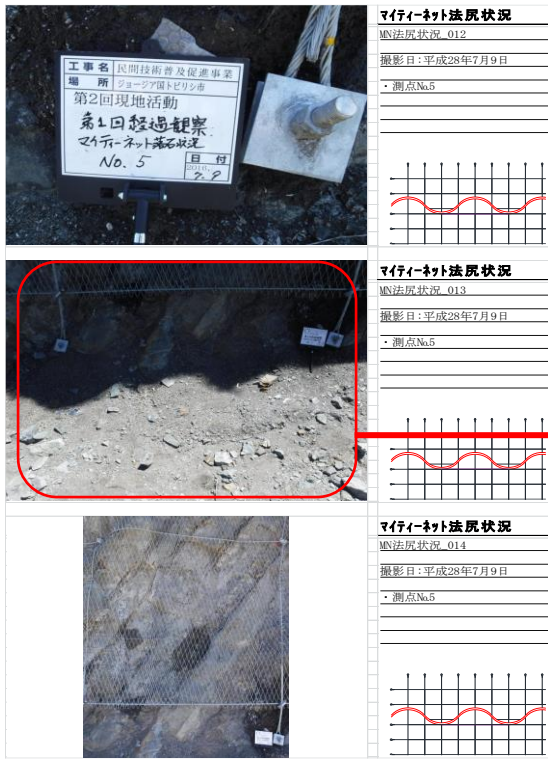 工事名 民間技術普及促進事業
場所 ジョージア国トビリシ市
第2回現地活動
第1回経過観察
マイティーネット落石状況
No. 5
日付
2016.
7.9
マイティーネット法尻状況
MN法尻状況_012
撮影日：平成28年7月9日
・測点No.5
マイティーネット法尻状況
MN法尻状況_013
撮影日：平成28年7月9日
・測点No.5
マイティーネット法尻状況
MN法尻状況_014
撮影日：平成28年7月9日
・測点No.5